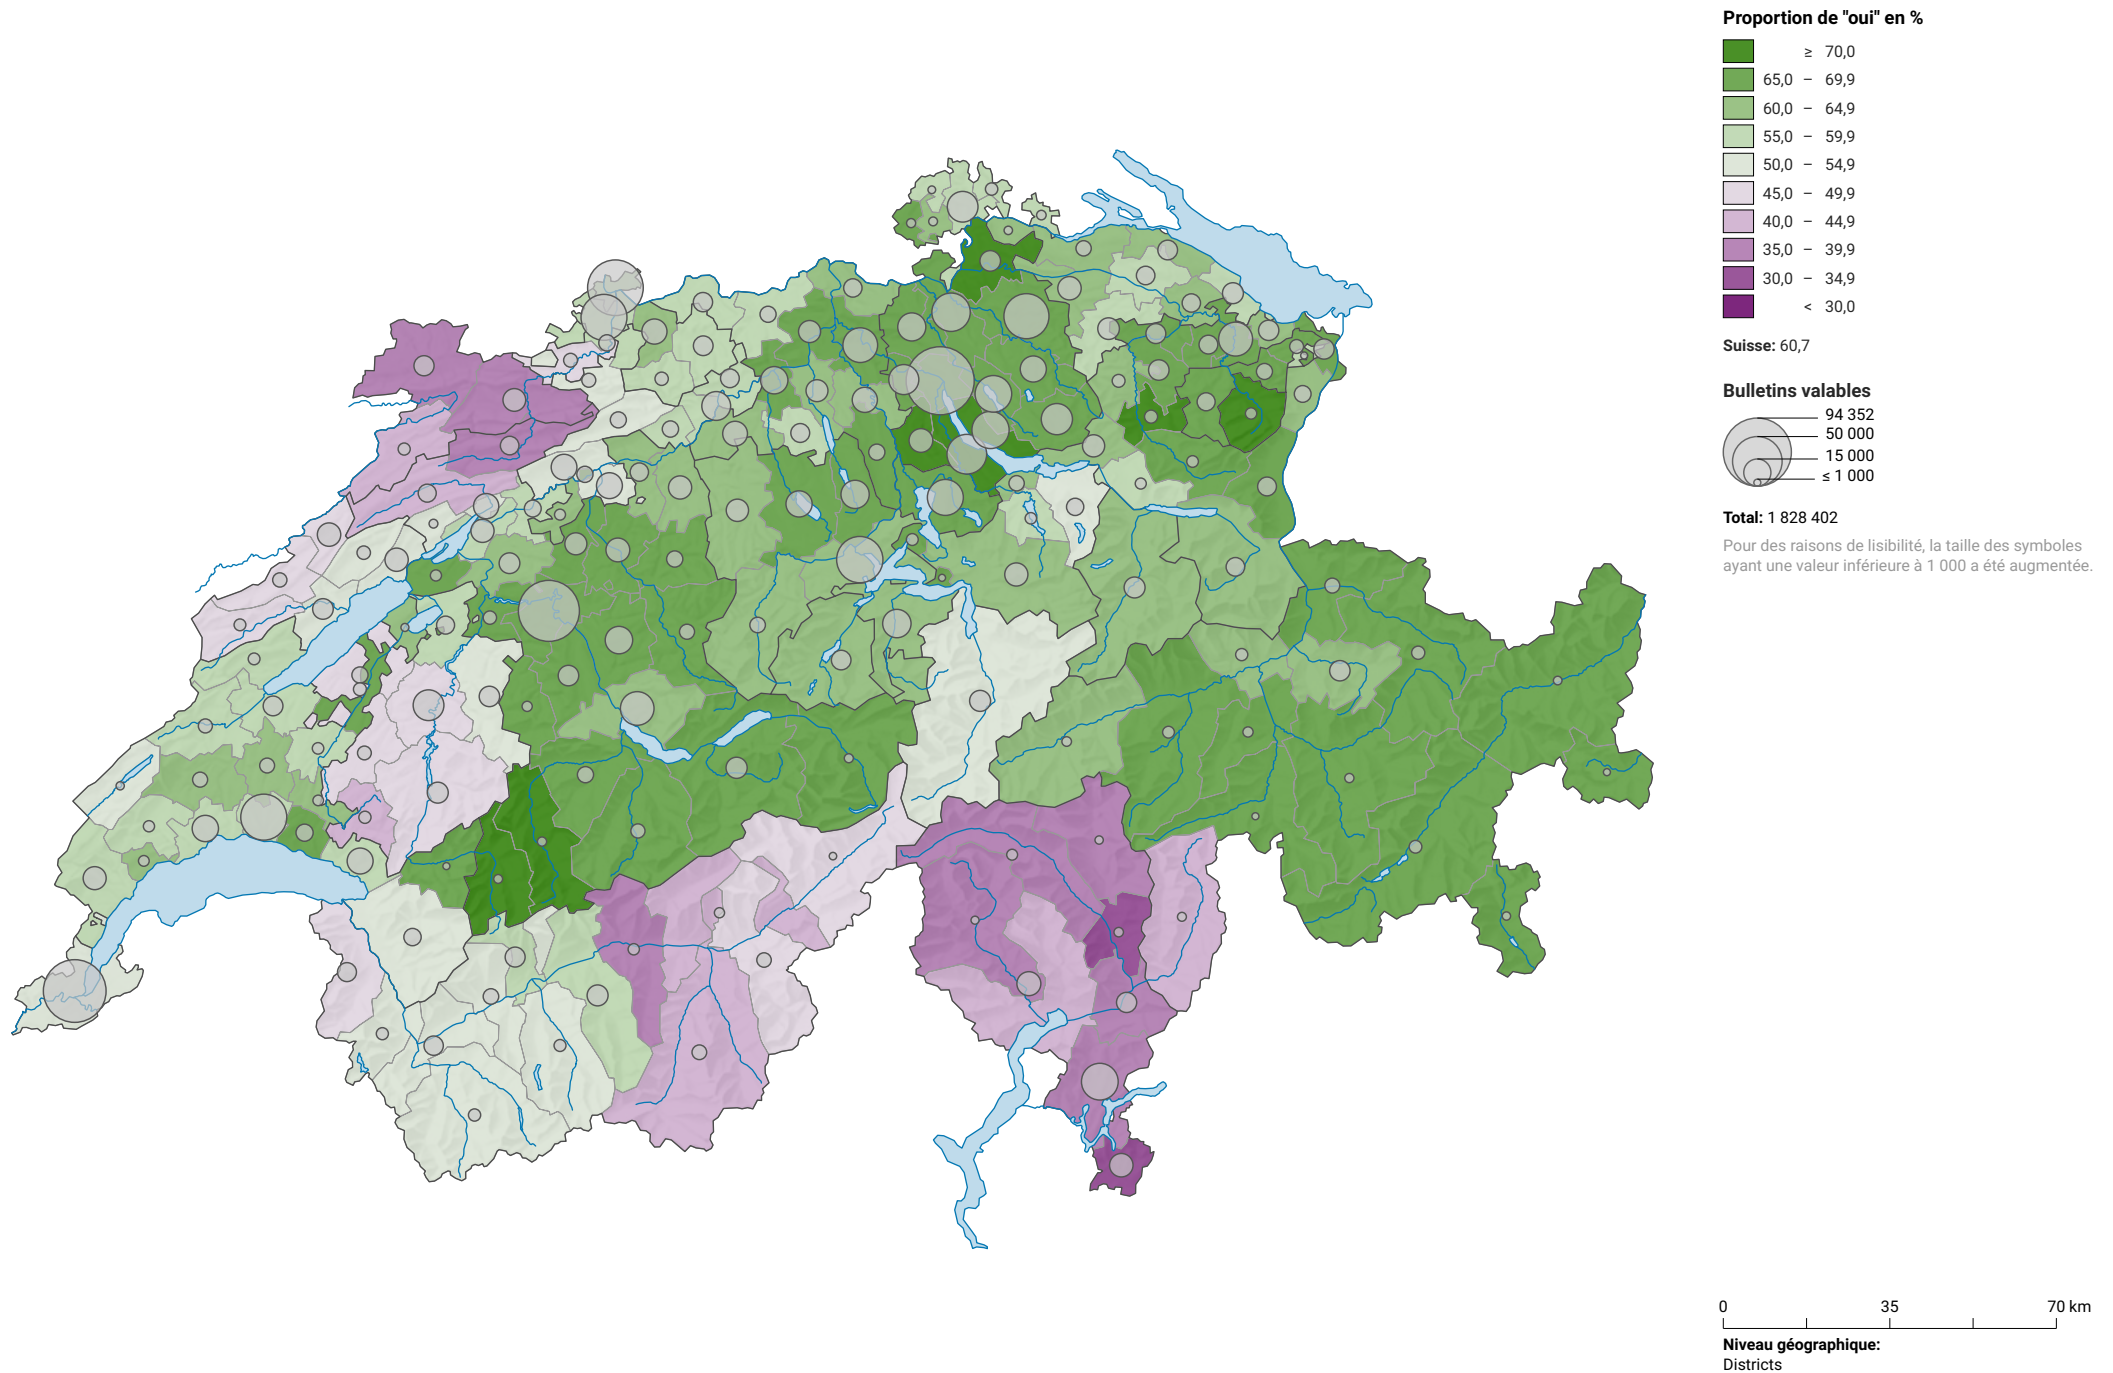 Proportion de "oui" en %
≥ 70,0
65,0 – 69,9
60,0 – 64,9
55,0 – 59,9
50,0 – 54,9
45,0 – 49,9
40,0 – 44,9
35,0 – 39,9
30,0 – 34,9
< 30,0
Suisse: 60,7
Bulletins valables
94 352
50 000
15 000
≤ 1 000
Total: 1 828 402
Pour des raisons de lisibilité, la taille des symboles
ayant une valeur inférieure à 1 000 a été augmentée.
0 35 70 km
Niveau géographique:
Districts